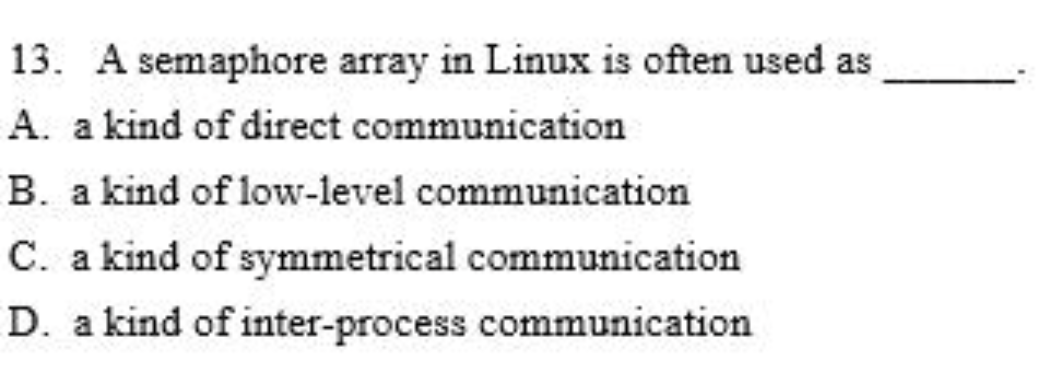 13. A semaphore array in Linux is often used as ______.
A. a kind of direct communication
B. a kind of low-level communication
C. a kind of symmetrical communication
D. a kind of inter-process communication